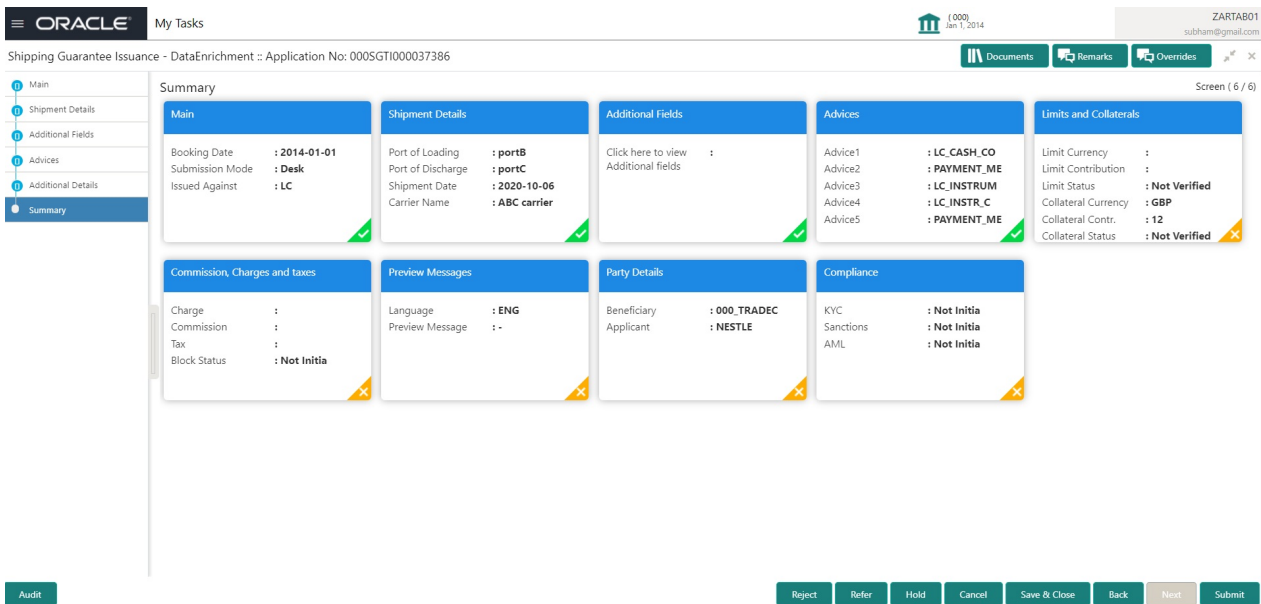 ORACLE
My Tasks
( 000)
Jan 1, 2014
ZARTAB01
subham@gmail.com
Shipping Guarantee Issuance - DataEnrichment :: Application No: 000SGTI000037386
Documents
Remarks
Overrides
Main
Shipment Details
Additional Fields
Advices
Additional Details
Summary
Summary
Screen ( 6 / 6)
Main
Booking Date : 2014-01-01
Submission Mode : Desk
Issued Against : LC
Shipment Details
Port of Loading : portB
Port of Discharge : portC
Shipment Date : 2020-10-06
Carrier Name : ABC carrier
Additional Fields
Click here to view :
Additional fields
Advices
Advice1 : LC_CASH_CO
Advice2 : PAYMENT_ME
Advice3 : LC_INSTRUM
Advice4 : LC_INSTR_C
Advice5 : PAYMENT_ME
Limits and Collaterals
Limit Currency :
Limit Contribution :
Limit Status : Not Verified
Collateral Currency : GBP
Collateral Contr. : 12
Collateral Status : Not Verified
Commission, Charges and taxes
Charge :
Commission :
Tax :
Block Status : Not Initia
Preview Messages
Language : ENG
Preview Message : -
Party Details
Beneficiary : 000_TRADEC
Applicant : NESTLE
Compliance
KYC : Not Initia
Sanctions : Not Initia
AML : Not Initia
Audit
Reject
Refer
Hold
Cancel
Save & Close
Back
Next
Submit